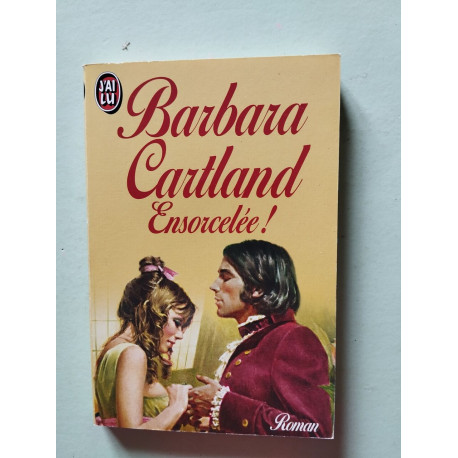 J'AI
LU
Barbara
Cartland
Ensorcelée !
Roman